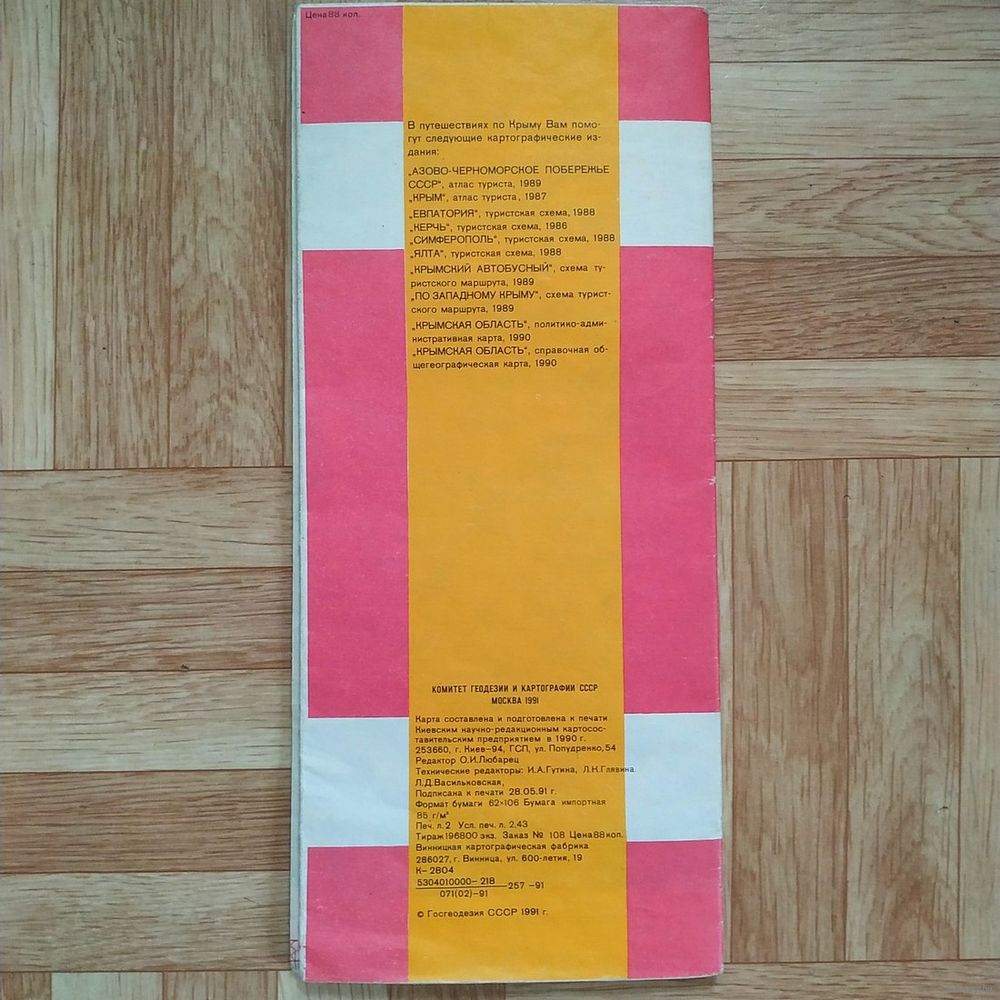 Цена 88 коп.
В путешествиях по Крыму Вам помо-
гут следующие картографические из-
дания:
„АЗОВО-ЧЕРНОМОРСКОЕ ПОБЕРЕЖЬЕ
СССР", атлас туриста, 1989
„КРЫМ", атлас туриста, 1987
„ЕВПАТОРИЯ", туристская схема, 1988
„КЕРЧЬ", туристская схема, 1986
„СИМФЕРОПОЛЬ", туристская схема, 1988
„ЯЛТА", туристская схема, 1988
„КРЫМСКИЙ АВТОБУСНЫЙ", схема ту-
ристского маршрута, 1989
„ПО ЗАПАДНОМУ КРЫМУ", схема турист-
ского маршрута, 1989
„КРЫМСКАЯ ОБЛАСТЬ", политико-адми-
нистративная карта, 1990
„КРЫМСКАЯ ОБЛАСТЬ", справочная об-
щегеографическая карта, 1990
КОМИТЕТ ГЕОДЕЗИИ И КАРТОГРАФИИ СССР
МОСКВА 1991
Карта составлена и подготовлена к печати
Киевским научно-редакционным картосос-
тавительским предприятием в 1990 г.
253660, г. Киев-94, ГСП, ул. Попудренко, 54
Редактор О.И.Любарец
Технические редакторы: И.А.Гутина, Л.К.Глявина,
Л.Д.Васильковская,
Подписана к печати 28.05.91 г.
Формат бумаги 62×106 Бумага импортная
85 г/м²
Печ. л. 2 Усл. печ. л. 2,43
Тираж 196800 экз. Заказ № 108 Цена 88 коп.
Винницкая картографическая фабрика
286027, г. Винница, ул. 600-летия, 19
К-2804
5304010000-218
071(02)-91
-257-91
© Госгеодезия СССР 1991 г.